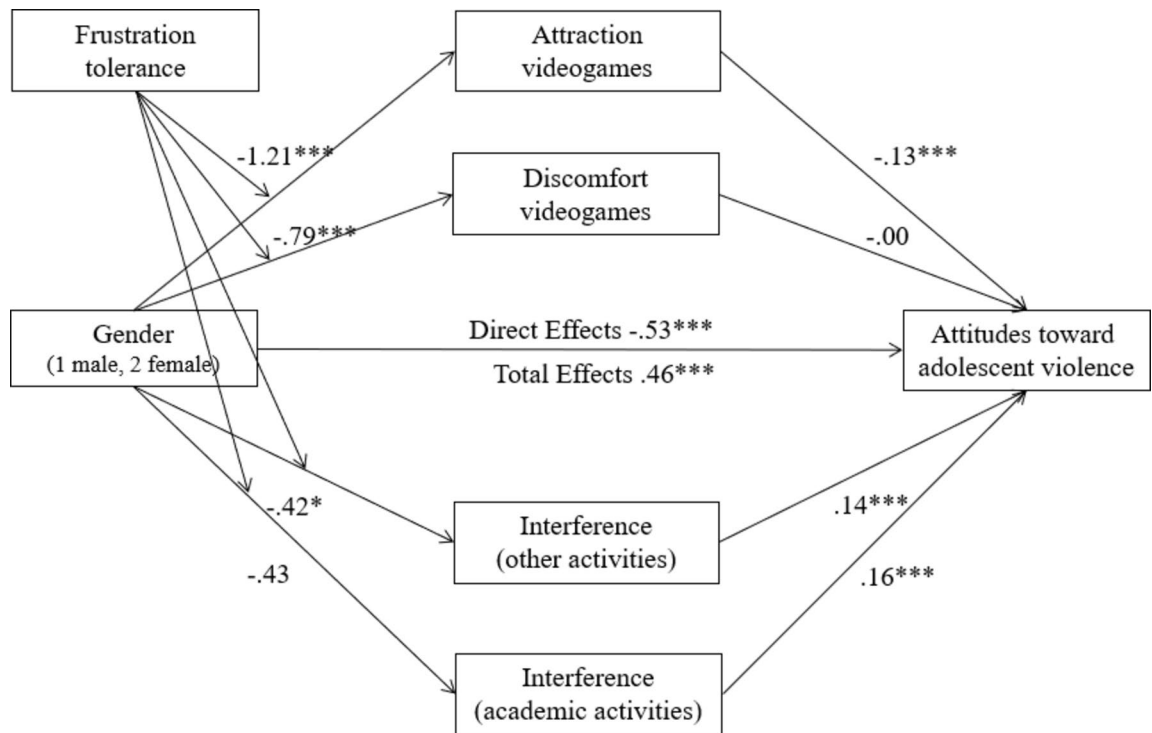 Frustration
tolerance
Attraction
videogames
-1.21***
-.13***
Discomfort
videogames
-.79***
-.00
Gender
(1 male, 2 female)
Direct Effects -.53***
Total Effects .46***
Attitudes toward
adolescent violence
-.42*
Interference
(other activities)
.14***
-.43
.16***
Interference
(academic activities)